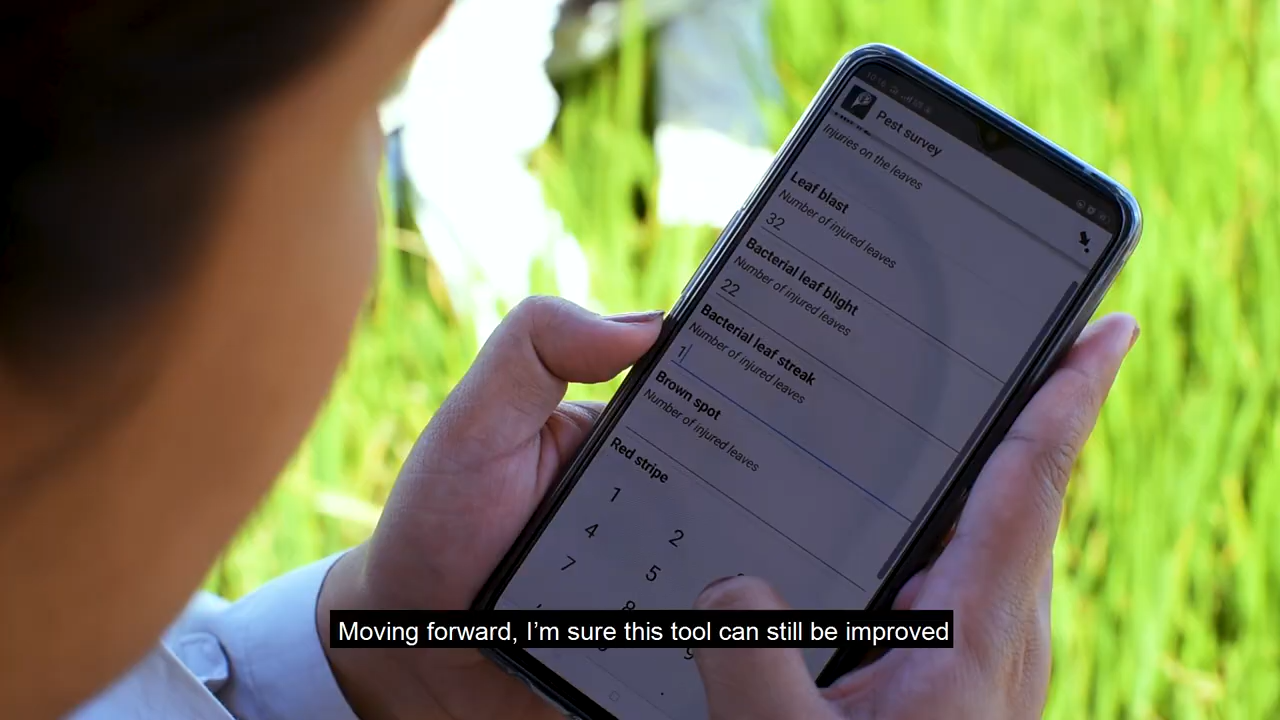 Pest survey
Injuries on the leaves
Leaf blast
Number of injured leaves
32
Bacterial leaf blight
Number of injured leaves
22
Bacterial leaf streak
Number of injured leaves
1
Brown spot
Number of injured leaves
Red stripe
1
2
4
5
7
8
Moving forward, I'm sure this tool can still be improved